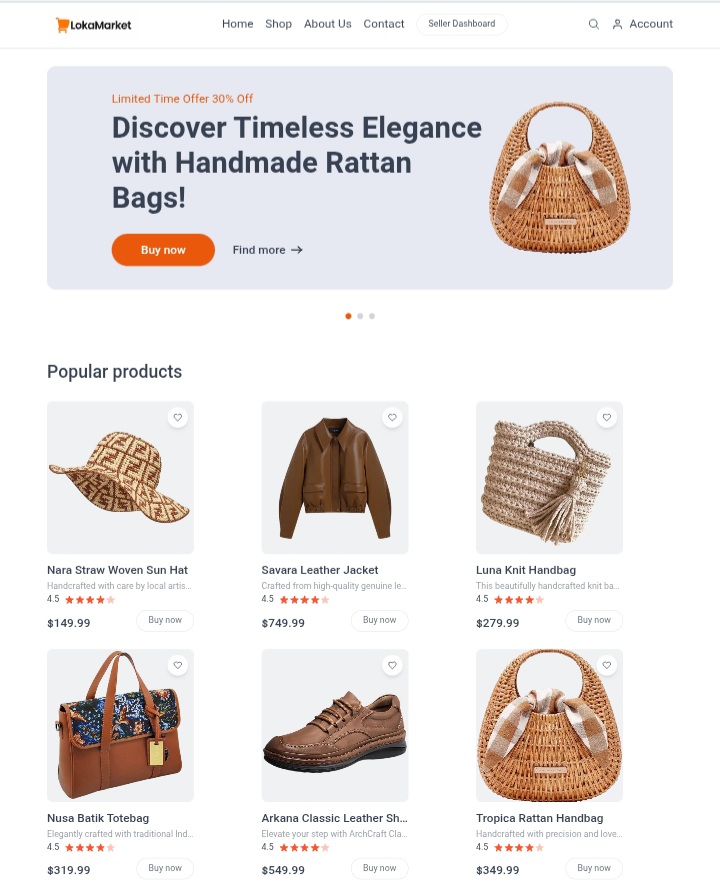 LokaMarket
Home Shop About Us Contact Seller Dashboard Account
Limited Time Offer 30% Off
Discover Timeless Elegance
with Handmade Rattan
Bags!
Buy now Find more →
Popular products
Nara Straw Woven Sun Hat
Handcrafted with care by local artis...
4.5
$149.99 Buy now
Savara Leather Jacket
Crafted from high-quality genuine le...
4.5
$749.99 Buy now
Luna Knit Handbag
This beautifully handcrafted knit ba...
4.5
$279.99 Buy now
Nusa Batik Totebag
Elegantly crafted with traditional Ind...
4.5
$319.99 Buy now
Arkana Classic Leather Sh...
Elevate your step with ArchCraft Cla...
4.5
$549.99 Buy now
Tropica Rattan Handbag
Handcrafted with precision and love...
4.5
$349.99 Buy now